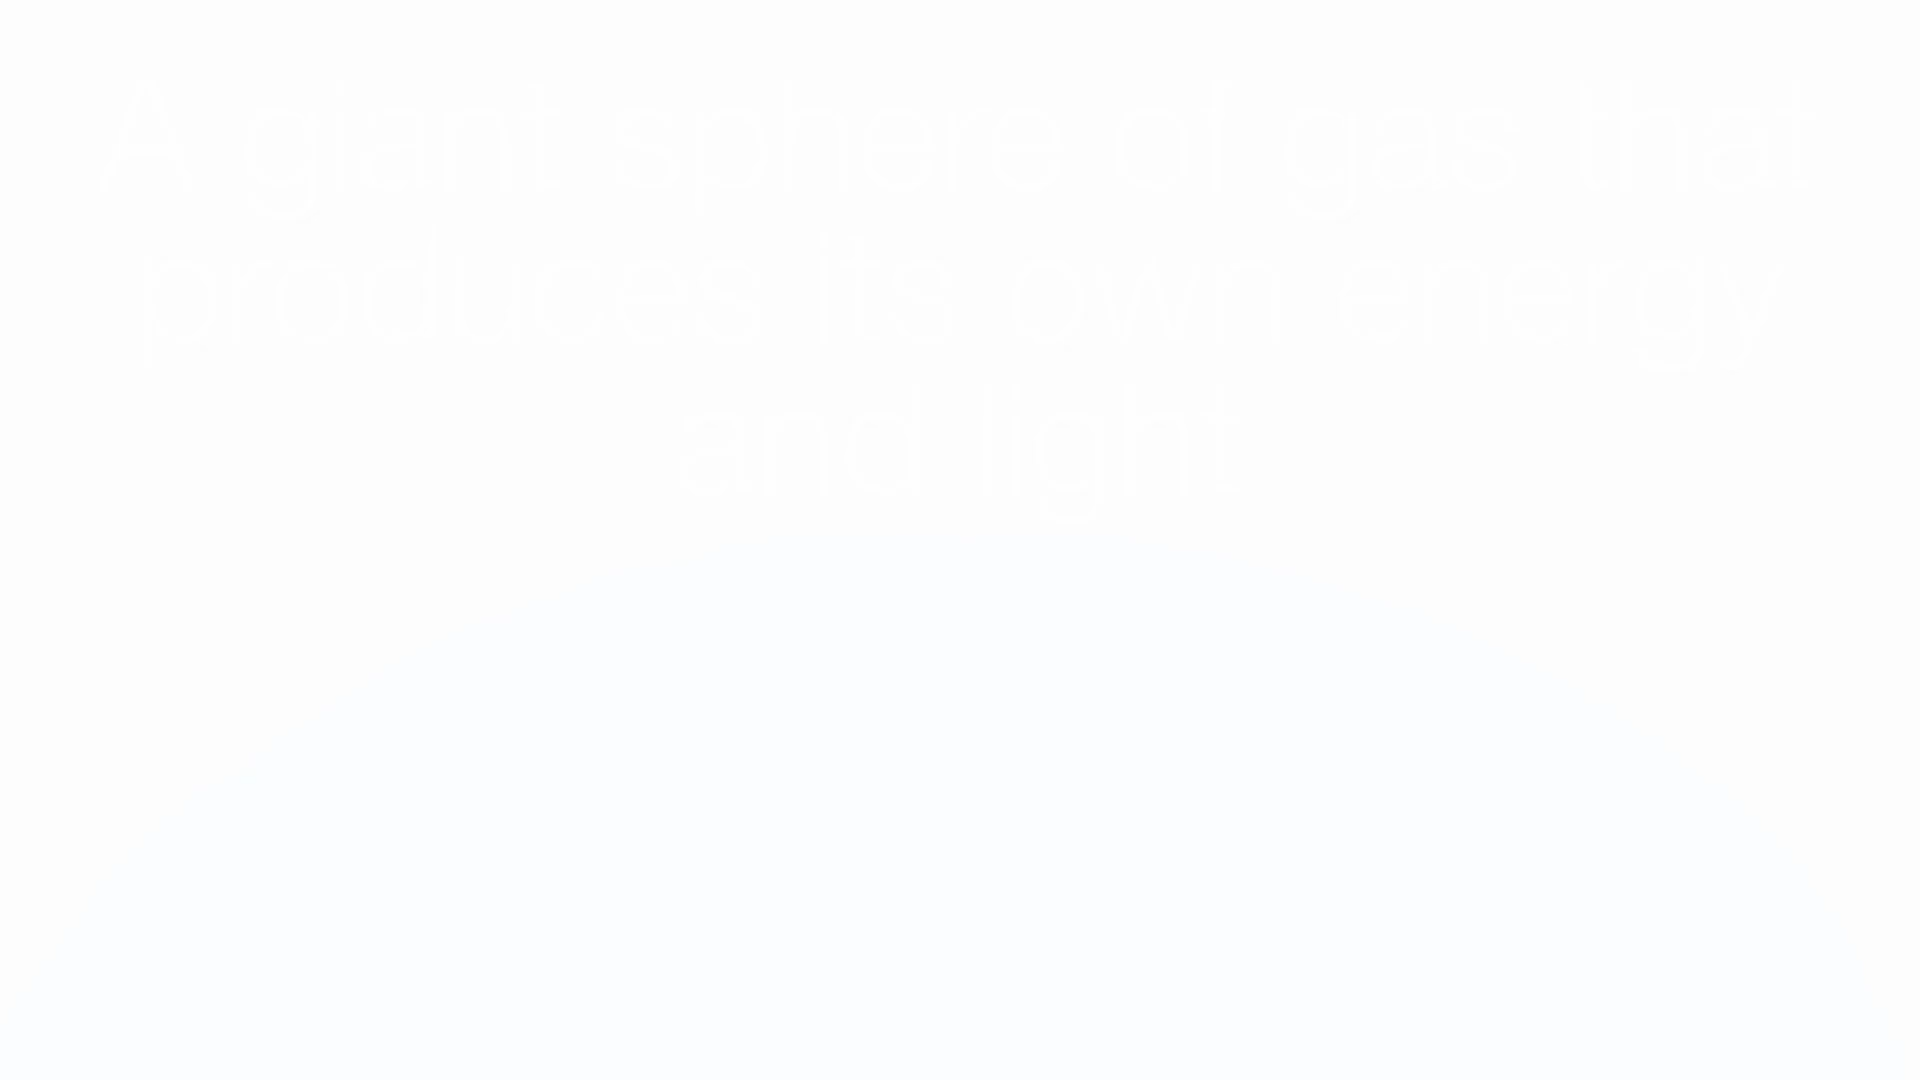 A giant sphere of gas that
produces its own energy
and light